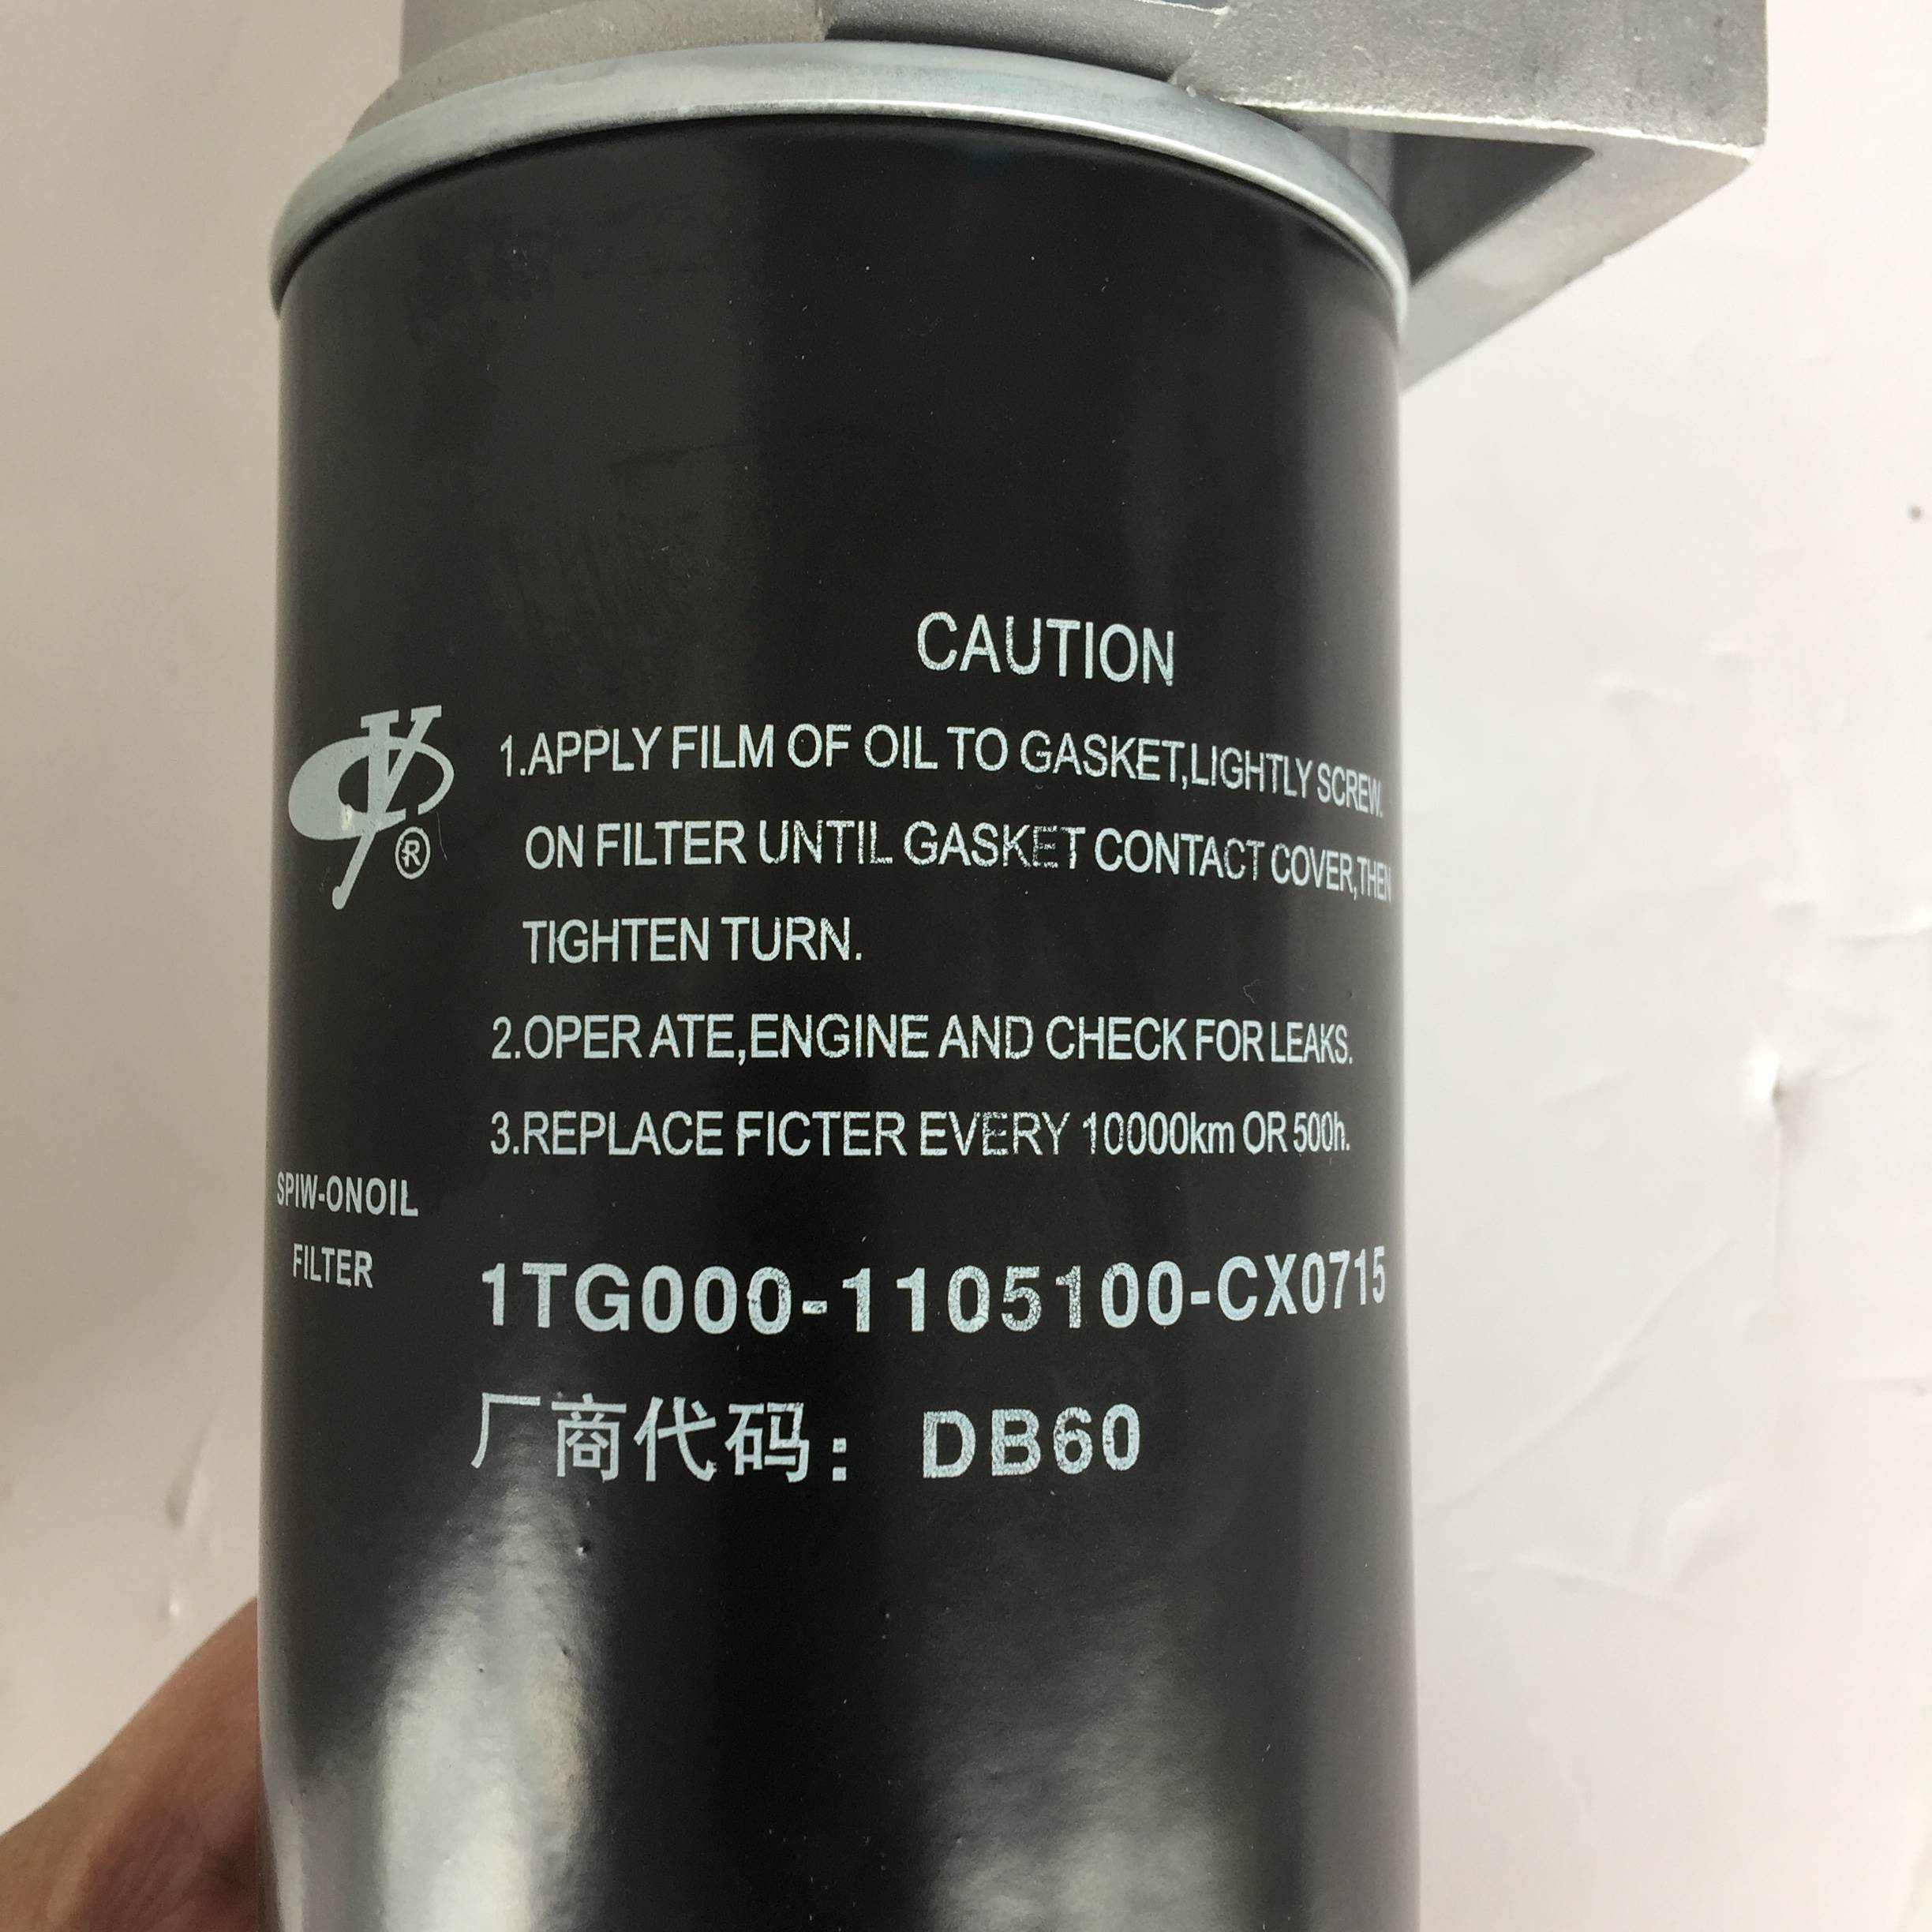 CAUTION
1.APPLY FILM OF OIL TO GASKET,LIGHTLY SCREW.
ON FILTER UNTIL GASKET CONTACT COVER,THEN
TIGHTEN TURN.
2.OPER ATE,ENGINE AND CHECK FOR LEAKS.
3.REPLACE FICTER EVERY 10000km OR 500h.
®
SPIW-ONOIL
FILTER
1TG000-1105100-CX0715
厂商代码: DB60